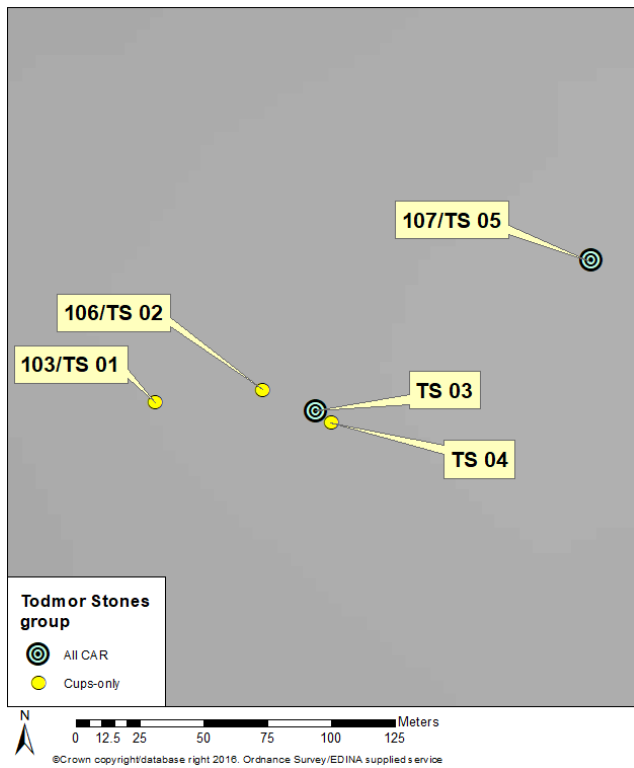 107/TS 05
106/TS 02
103/TS 01
TS 03
TS 04
Todmor Stones
group
All CAR
Cups-only
N
Meters
0 12.5 25 50 75 100 125
©Crown copyright/database right 2016. Ordnance Survey/EDINA supplied service